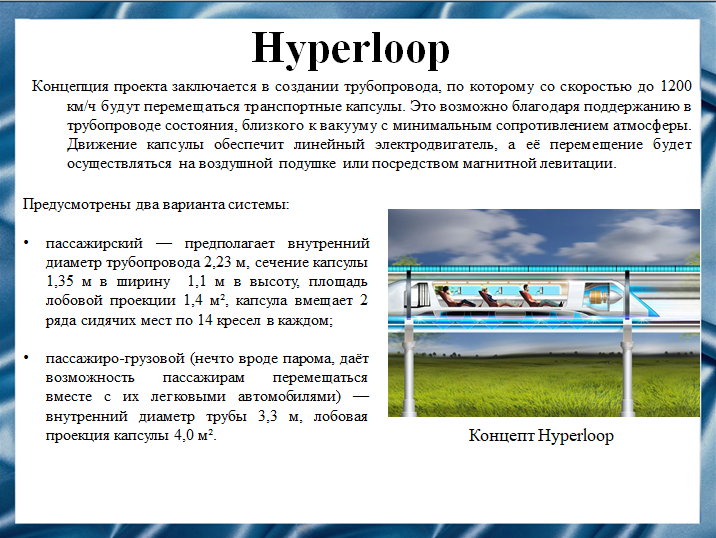 Hyperloop
Концепция проекта заключается в создании трубопровода, по которому со скоростью до 1200
км/ч будут перемещаться транспортные капсулы. Это возможно благодаря поддержанию в
трубопроводе состояния, близкого к вакууму с минимальным сопротивлением атмосферы.
Движение капсулы обеспечит линейный электродвигатель, а её перемещение будет
осуществляться на воздушной подушке или посредством магнитной левитации.
Предусмотрены два варианта системы:
• пассажирский — предполагает внутренний
диаметр трубопровода 2,23 м, сечение капсулы
1,35 м в ширину 1,1 м в высоту, площадь
лобовой проекции 1,4 м², капсула вмещает 2
ряда сидячих мест по 14 кресел в каждом;
• пассажиро-грузовой (нечто вроде парома, даёт
возможность пассажирам перемещаться
вместе с их легковыми автомобилями) —
внутренний диаметр трубы 3,3 м, лобовая
проекция капсулы 4,0 м².
Концепт Hyperloop